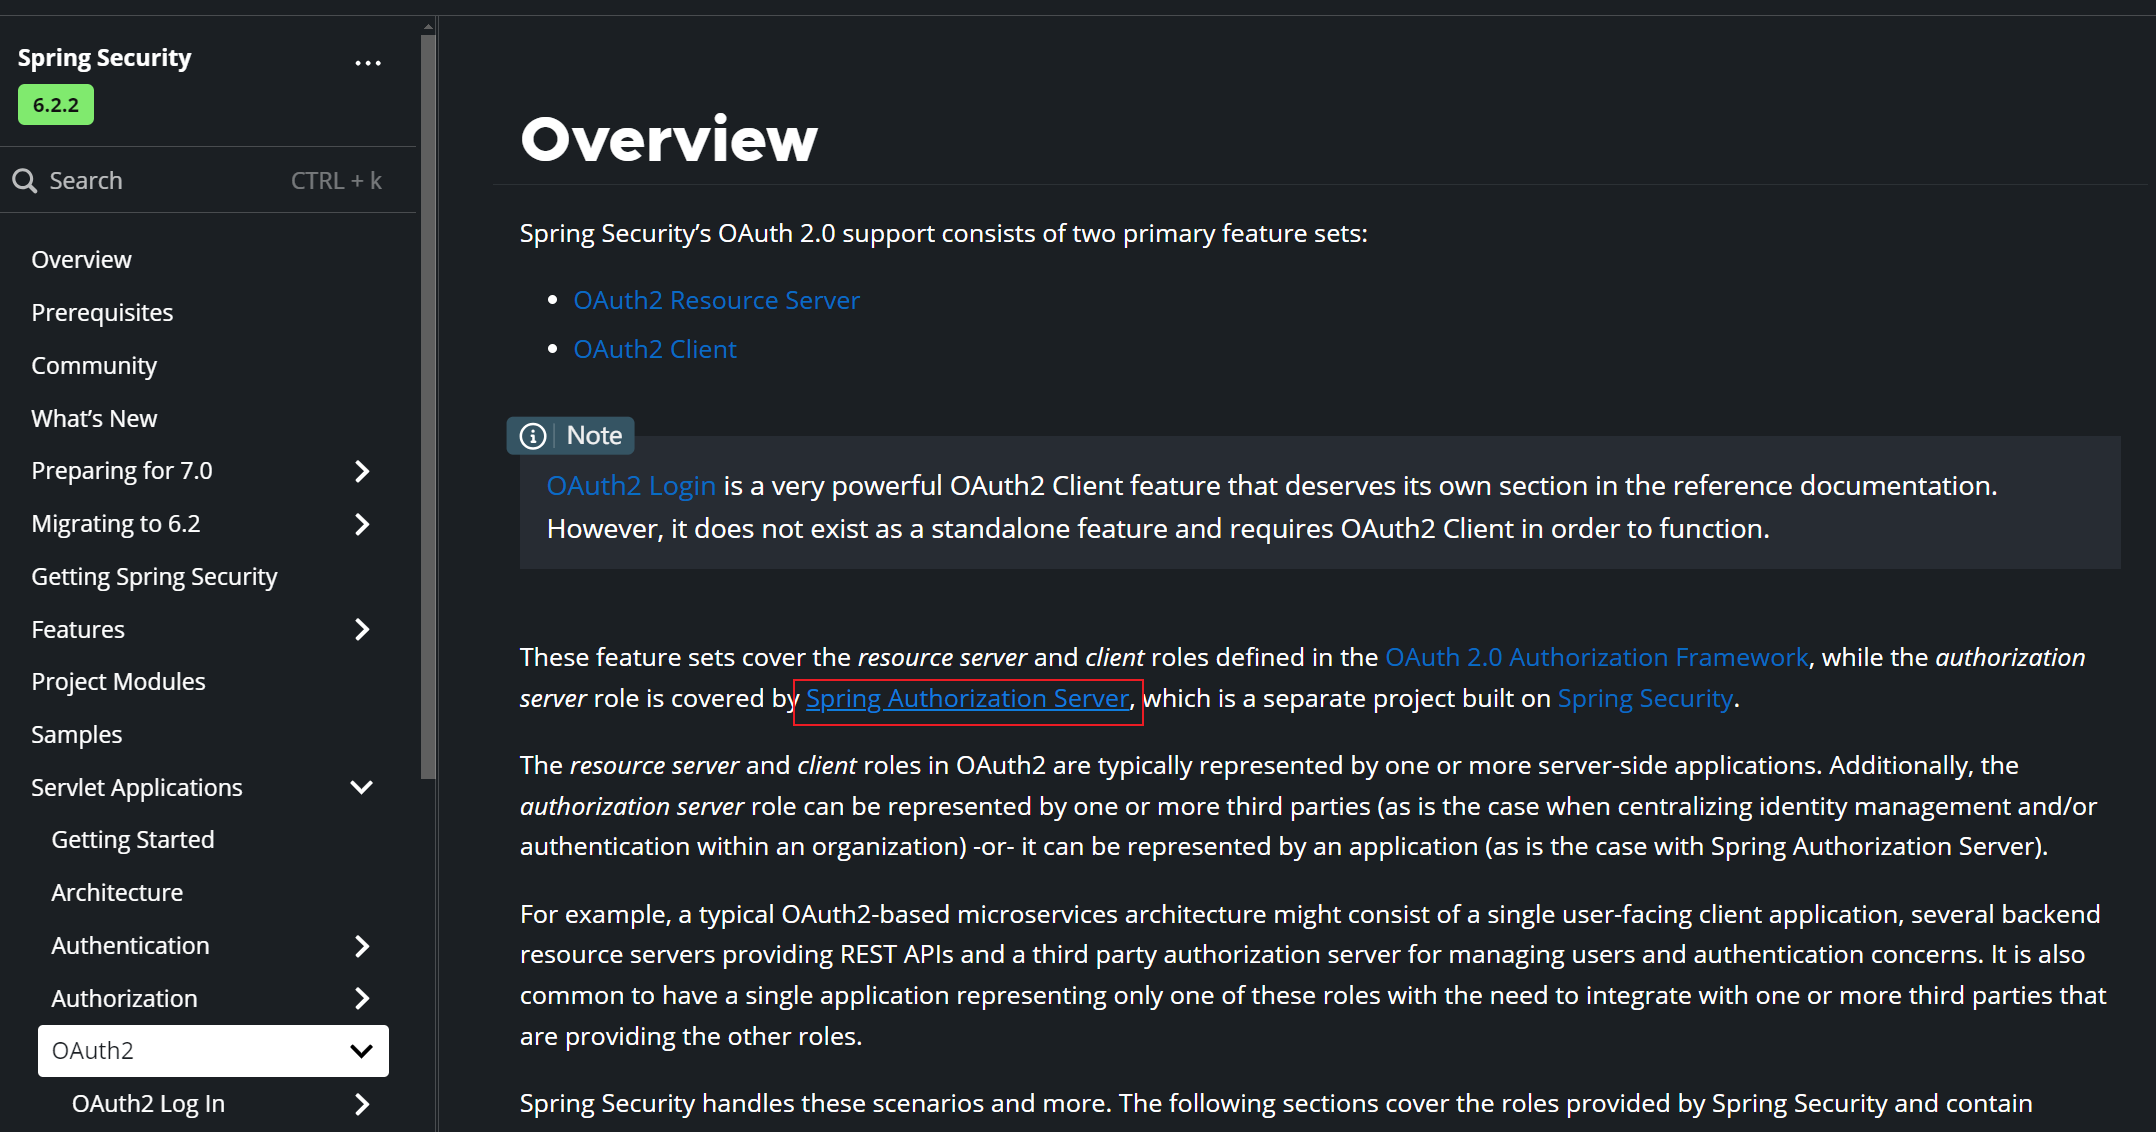 Spring Security
...
6.2.2
Search CTRL + k
Overview
Prerequisites
Community
What’s New
Preparing for 7.0
Migrating to 6.2
Getting Spring Security
Features
Project Modules
Samples
Servlet Applications
Getting Started
Architecture
Authentication
Authorization
OAuth2
OAuth2 Log In
Overview
Spring Security’s OAuth 2.0 support consists of two primary feature sets:
• OAuth2 Resource Server
• OAuth2 Client
Note
OAuth2 Login is a very powerful OAuth2 Client feature that deserves its own section in the reference documentation.
However, it does not exist as a standalone feature and requires OAuth2 Client in order to function.
These feature sets cover the resource server and client roles defined in the OAuth 2.0 Authorization Framework, while the authorization
server role is covered by Spring Authorization Server, which is a separate project built on Spring Security.
The resource server and client roles in OAuth2 are typically represented by one or more server-side applications. Additionally, the
authorization server role can be represented by one or more third parties (as is the case when centralizing identity management and/or
authentication within an organization) -or- it can be represented by an application (as is the case with Spring Authorization Server).
For example, a typical OAuth2-based microservices architecture might consist of a single user-facing client application, several backend
resource servers providing REST APIs and a third party authorization server for managing users and authentication concerns. It is also
common to have a single application representing only one of these roles with the need to integrate with one or more third parties that
are providing the other roles.
Spring Security handles these scenarios and more. The following sections cover the roles provided by Spring Security and contain